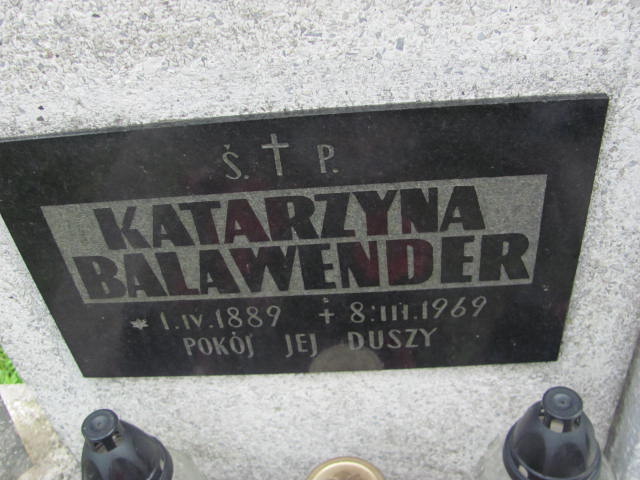 Ś. † P.
KATARZYNA
BALAWENDER
* 1.IV.1889 + 8.III.1969
POKÓJ JEJ DUSZY